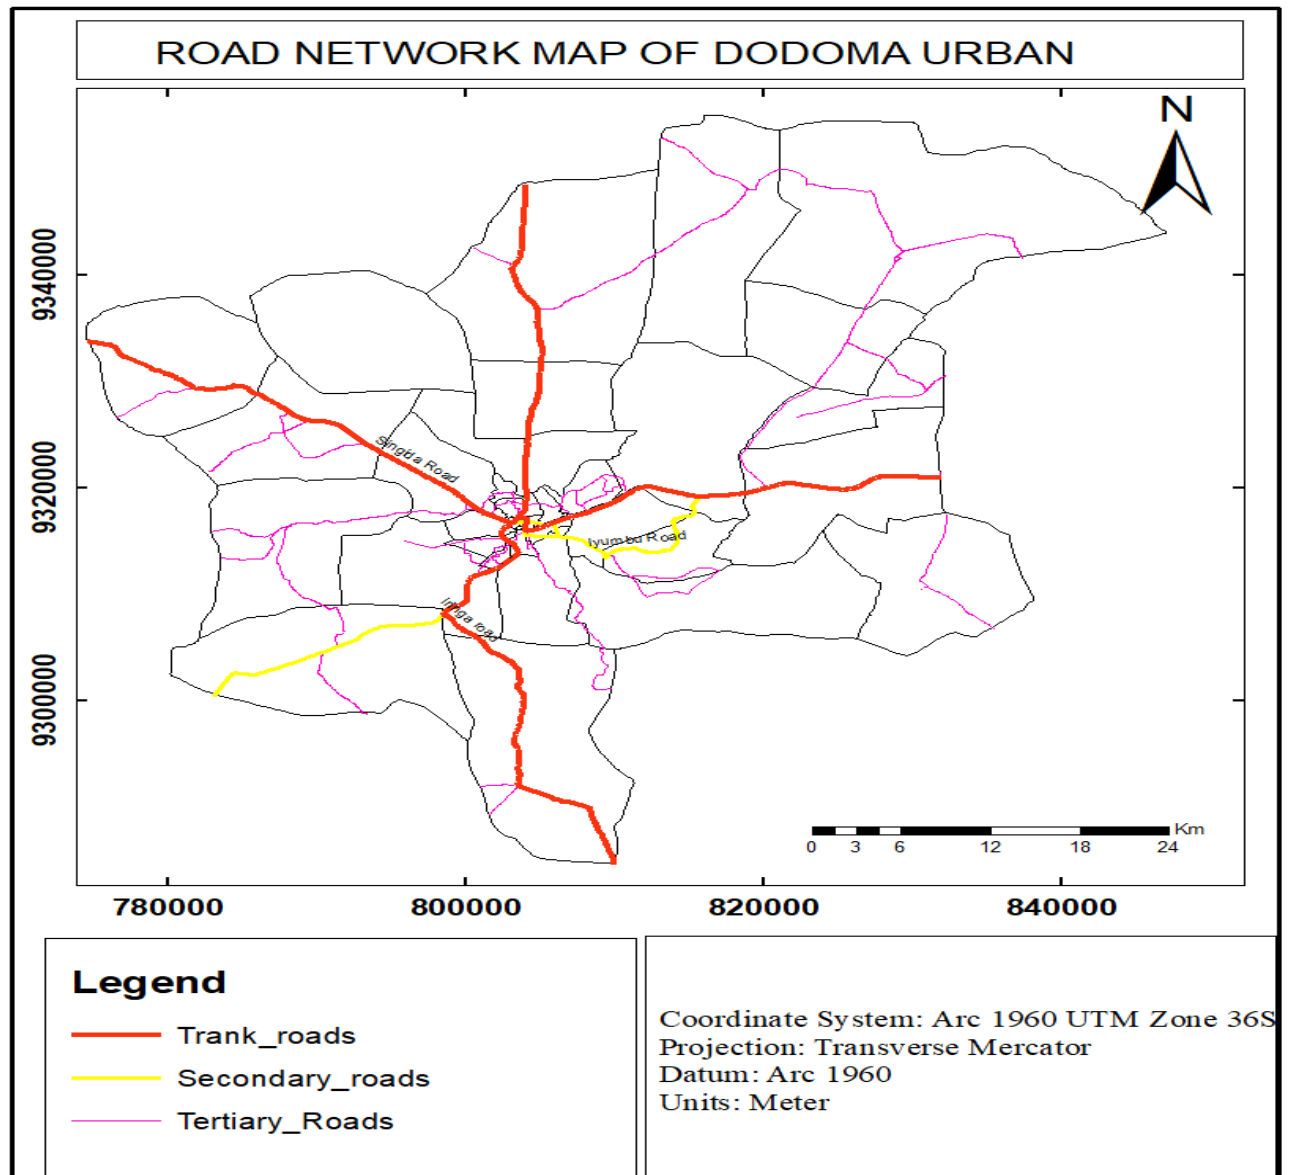 ROAD NETWORK MAP OF DODOMA URBAN
N
9340000
9320000
9300000
Singida Road
Iyumbu Road
Iringa road
Km
0 3 6 12 18 24
780000 800000 820000 840000
Legend
Trank_roads
Secondary_roads
Tertiary_Roads
Coordinate System: Arc 1960 UTM Zone 36S
Projection: Transverse Mercator
Datum: Arc 1960
Units: Meter